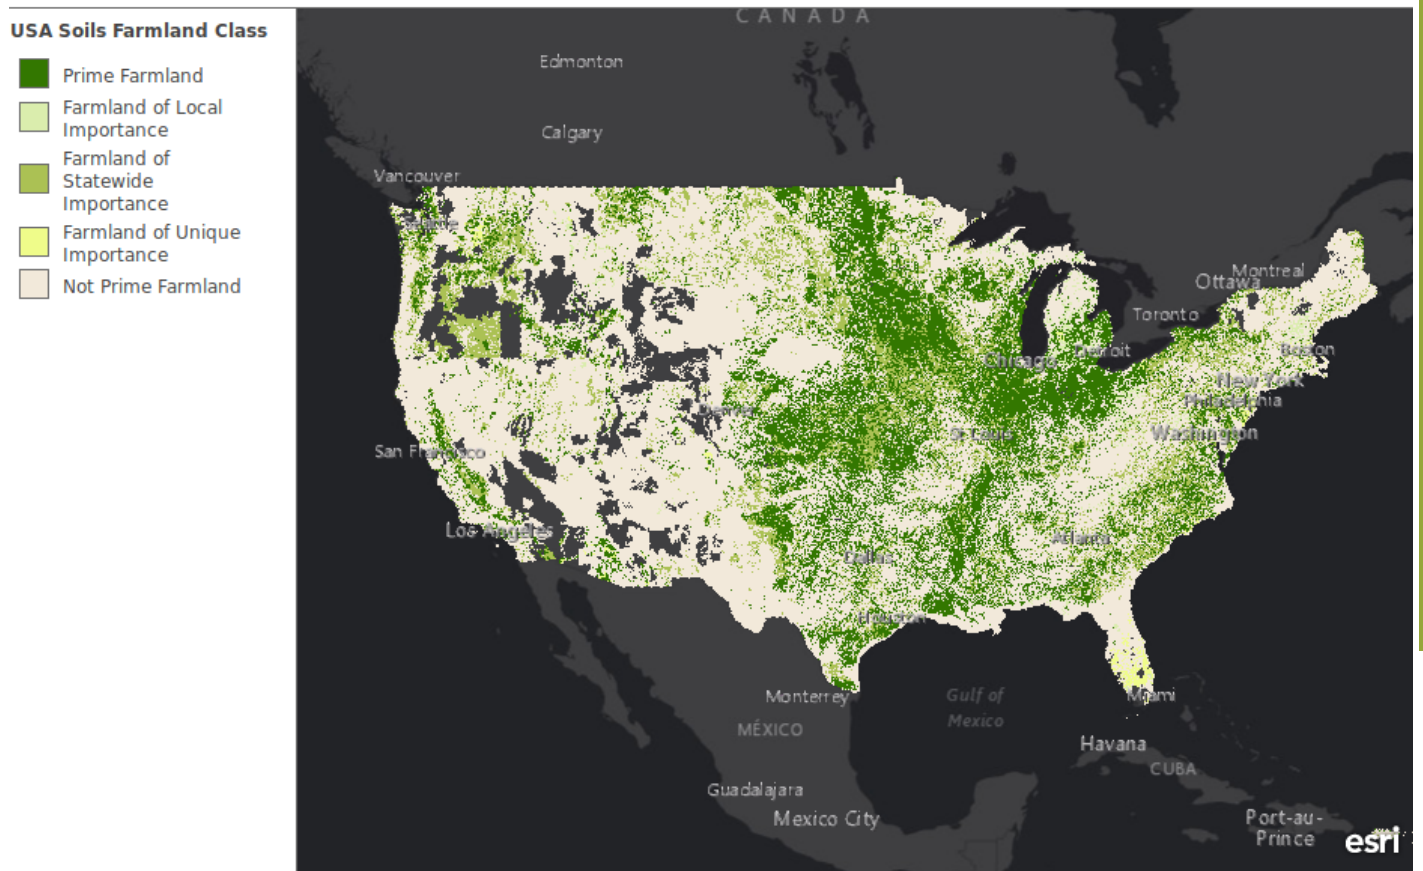 USA Soils Farmland Class
Prime Farmland
Farmland of Local
Importance
Farmland of
Statewide
Importance
Farmland of Unique
Importance
Not Prime Farmland
CANADA
Edmonton
Calgary
Vancouver
Seattle
Montreal
Ottawa
Toronto
Boston
Detroit
Chicago
New York
Philadelphia
Denver
Washington
St Louis
San Francisco
Los Angeles
Atlanta
Dallas
Houston
Monterrey
Miami
Gulf of
Mexico
MÉXICO
Havana
CUBA
Guadalajara
Mexico City
Port-au-
Prince
esri